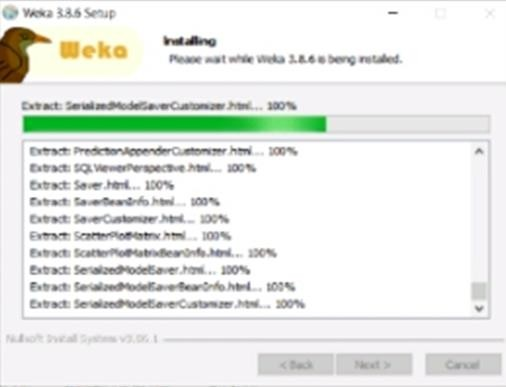 Weka 3.8.6 Setup
Weka
Installing
Please wait while Weka 3.8.6 is being installed.
Extract: SerializedModelSaverCustomizer.html... 100%
Extract: PredictionAppenderCustomizer.html... 100%
Extract: SQLViewerPerspective.html... 100%
Extract: Saver.html... 100%
Extract: SaverBeanInfo.html... 100%
Extract: SaverCustomizer.html... 100%
Extract: ScatterPlotMatrix.html... 100%
Extract: ScatterPlotMatrixBeanInfo.html... 100%
Extract: SerializedModelSaver.html... 100%
Extract: SerializedModelSaverBeanInfo.html... 100%
Extract: SerializedModelSaverCustomizer.html... 100%
Nullsoft Install System
< Back Next > Cancel